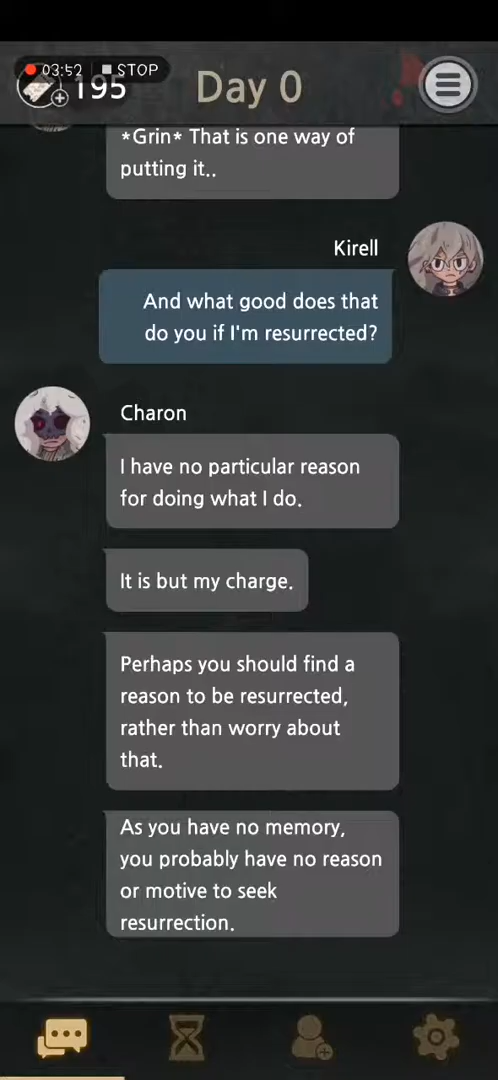 03:52 STOP
195
Day 0
*Grin* That is one way of
putting it..
Kirell
And what good does that
do you if I'm resurrected?
Charon
I have no particular reason
for doing what I do.
It is but my charge.
Perhaps you should find a
reason to be resurrected,
rather than worry about
that.
As you have no memory,
you probably have no reason
or motive to seek
resurrection.